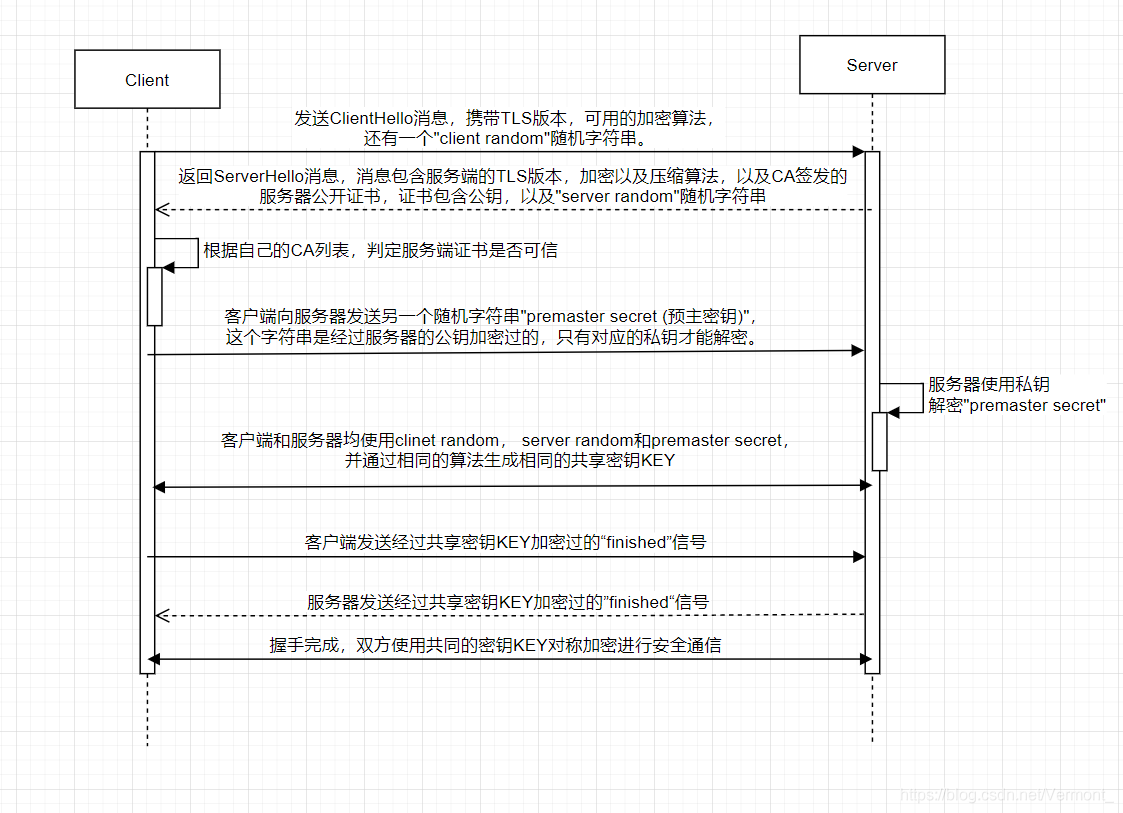 Client
Server
发送ClientHello消息，携带TLS版本，可用的加密算法，
还有一个"client random"随机字符串。
返回ServerHello消息，消息包含服务端的TLS版本，加密以及压缩算法，以及CA签发的
服务器公开证书，证书包含公钥，以及"server random"随机字符串
根据自己的CA列表，判定服务端证书是否可信
客户端向服务器发送另一个随机字符串"premaster secret (预主密钥)",
这个字符串是经过服务器的公钥加密过的，只有对应的私钥才能解密。
服务器使用私钥
解密"premaster secret"
客户端和服务器均使用clinet random， server random和premaster secret，
并通过相同的算法生成相同的共享密钥KEY
客户端发送经过共享密钥KEY加密过的“finished”信号
服务器发送经过共享密钥KEY加密过的”finished“信号
握手完成，双方使用共同的密钥KEY对称加密进行安全通信
https://blog.csdn.net/Vermont_